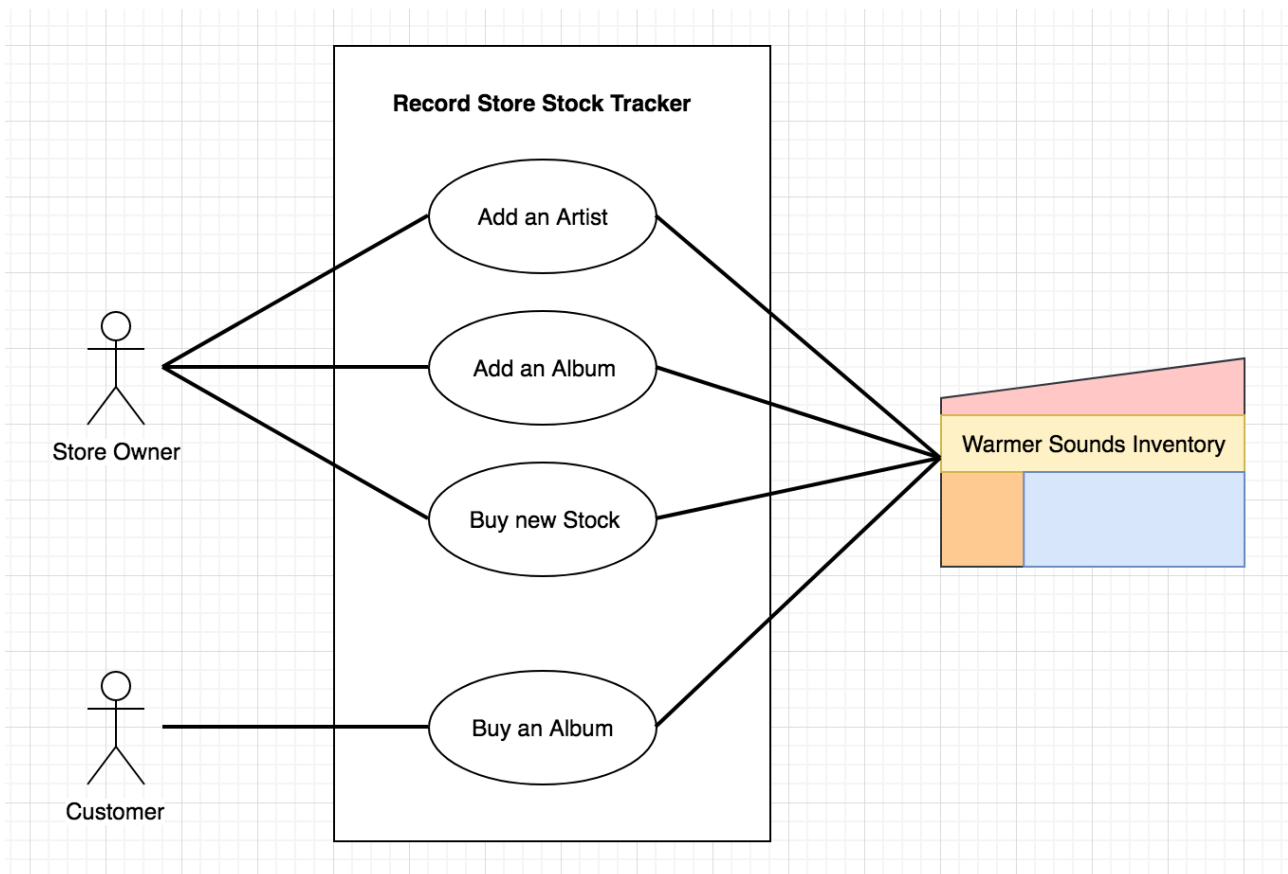 Record Store Stock Tracker
Add an Artist
Add an Album
Store Owner
Warmer Sounds Inventory
Buy new Stock
Buy an Album
Customer